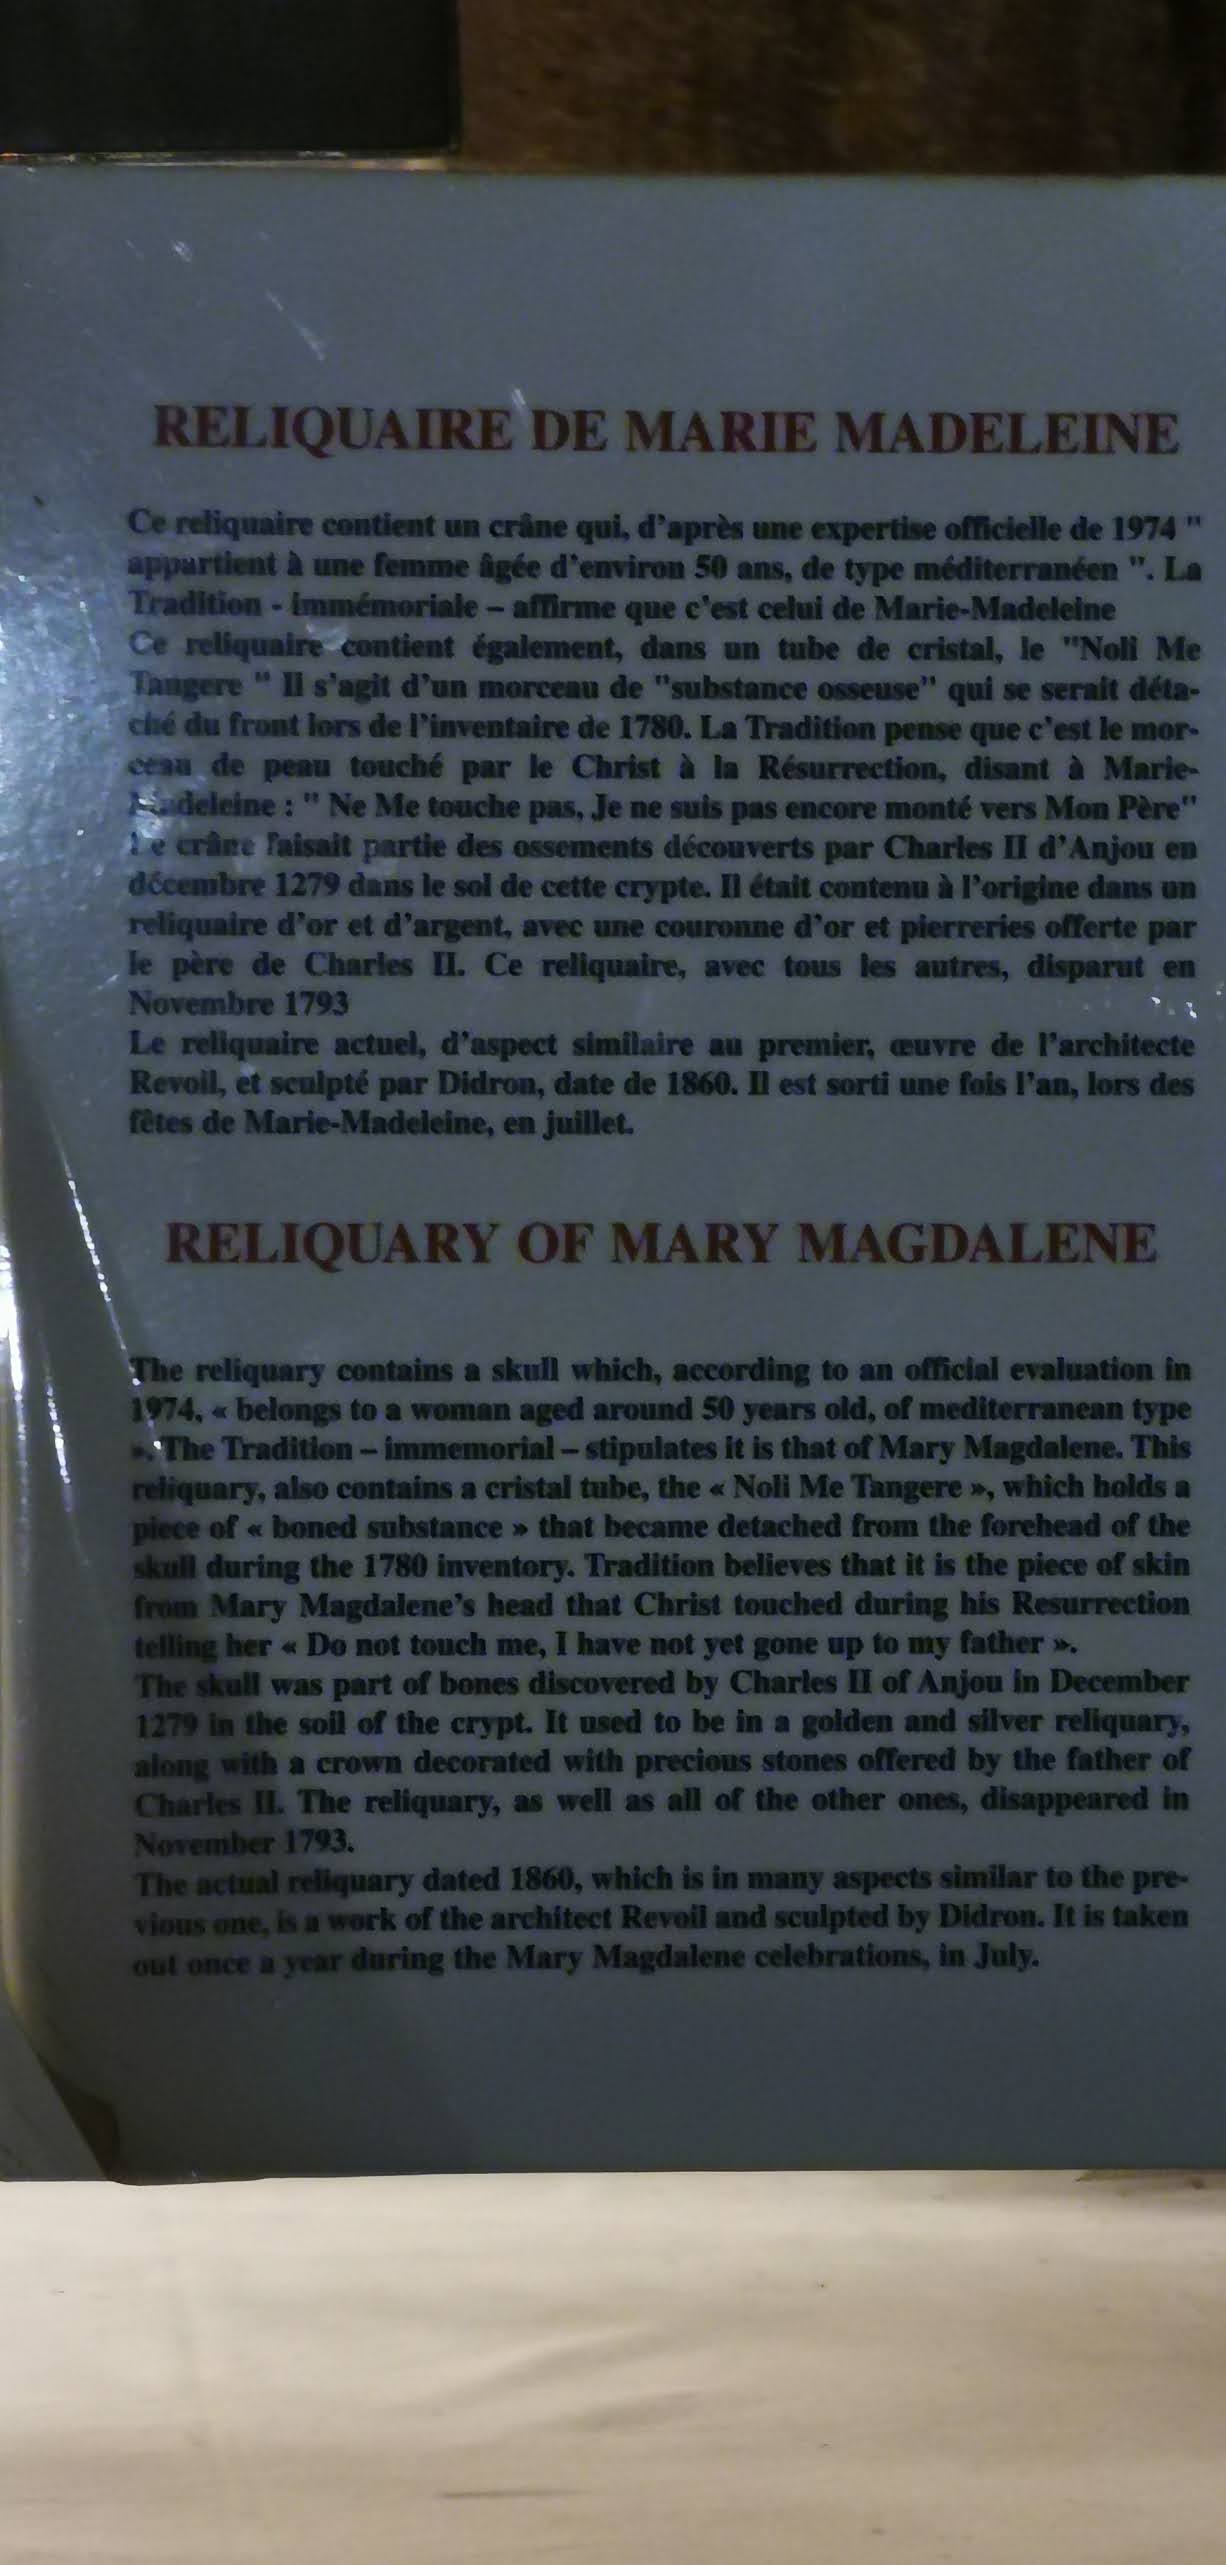 RELIQUAIRE DE MARIE MADELEINE
Ce reliquaire contient un crâne qui, d'après une expertise officielle de 1974 "
appartient à une femme âgée d'environ 50 ans, de type méditerranéen ". La
Tradition - immémoriale – affirme que c'est celui de Marie-Madeleine
Ce reliquaire contient également, dans un tube de cristal, le "Noli Me
Tangere " Il s'agit d'un morceau de "substance osseuse" qui se serait déta-
ché du front lors de l'inventaire de 1780. La Tradition pense que c'est le mor-
ceau de peau touché par le Christ à la Résurrection, disant à Marie-
Madeleine : " Ne Me touche pas, Je ne suis pas encore monté vers Mon Père"
Le crâne faisait partie des ossements découverts par Charles II d'Anjou en
décembre 1279 dans le sol de cette crypte. Il était contenu à l'origine dans un
reliquaire d'or et d'argent, avec une couronne d'or et pierreries offerte par
le père de Charles II. Ce reliquaire, avec tous les autres, disparut en
Novembre 1793
Le reliquaire actuel, d'aspect similaire au premier, œuvre de l'architecte
Revoil, et sculpté par Didron, date de 1860. Il est sorti une fois l'an, lors des
fêtes de Marie-Madeleine, en juillet.
RELIQUARY OF MARY MAGDALENE
The reliquary contains a skull which, according to an official evaluation in
1974, « belongs to a woman aged around 50 years old, of mediterranean type
». The Tradition – immemorial – stipulates it is that of Mary Magdalene. This
reliquary, also contains a cristal tube, the « Noli Me Tangere », which holds a
piece of « boned substance » that became detached from the forehead of the
skull during the 1780 inventory. Tradition believes that it is the piece of skin
from Mary Magdalene's head that Christ touched during his Resurrection
telling her « Do not touch me, I have not yet gone up to my father ».
The skull was part of bones discovered by Charles II of Anjou in December
1279 in the soil of the crypt. It used to be in a golden and silver reliquary,
along with a crown decorated with precious stones offered by the father of
Charles II. The reliquary, as well as all of the other ones, disappeared in
November 1793.
The actual reliquary dated 1860, which is in many aspects similar to the pre-
vious one, is a work of the architect Revoil and sculpted by Didron. It is taken
out once a year during the Mary Magdalene celebrations, in July.